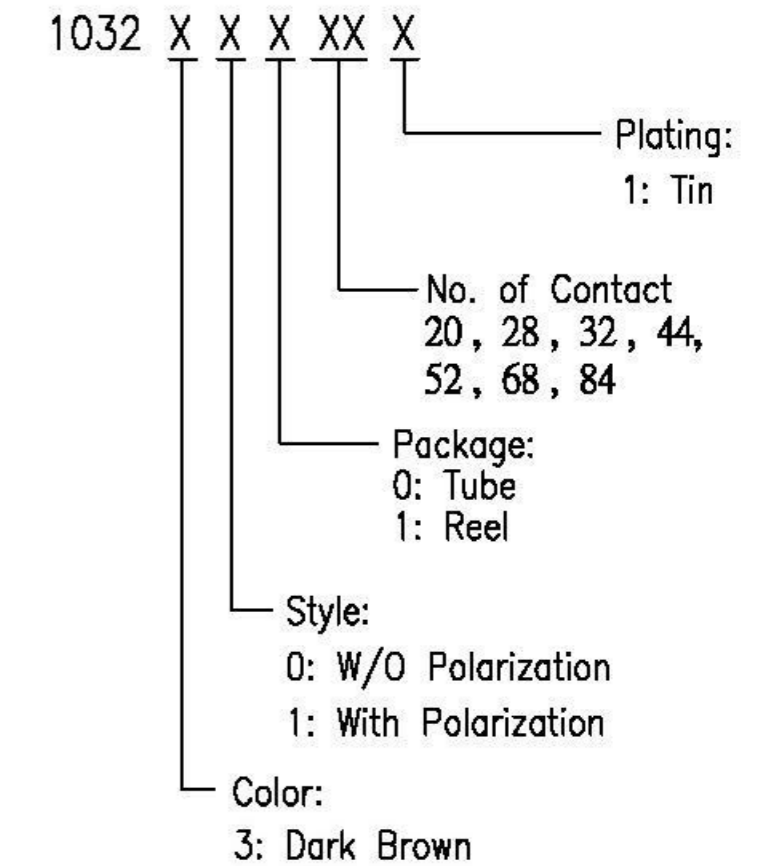 1032 X X X XX X
Plating:
1: Tin
No. of Contact
20 , 28 , 32 , 44,
52 , 68 , 84
Package:
0: Tube
1: Reel
Style:
0: W/O Polarization
1: With Polarization
Color:
3: Dark Brown